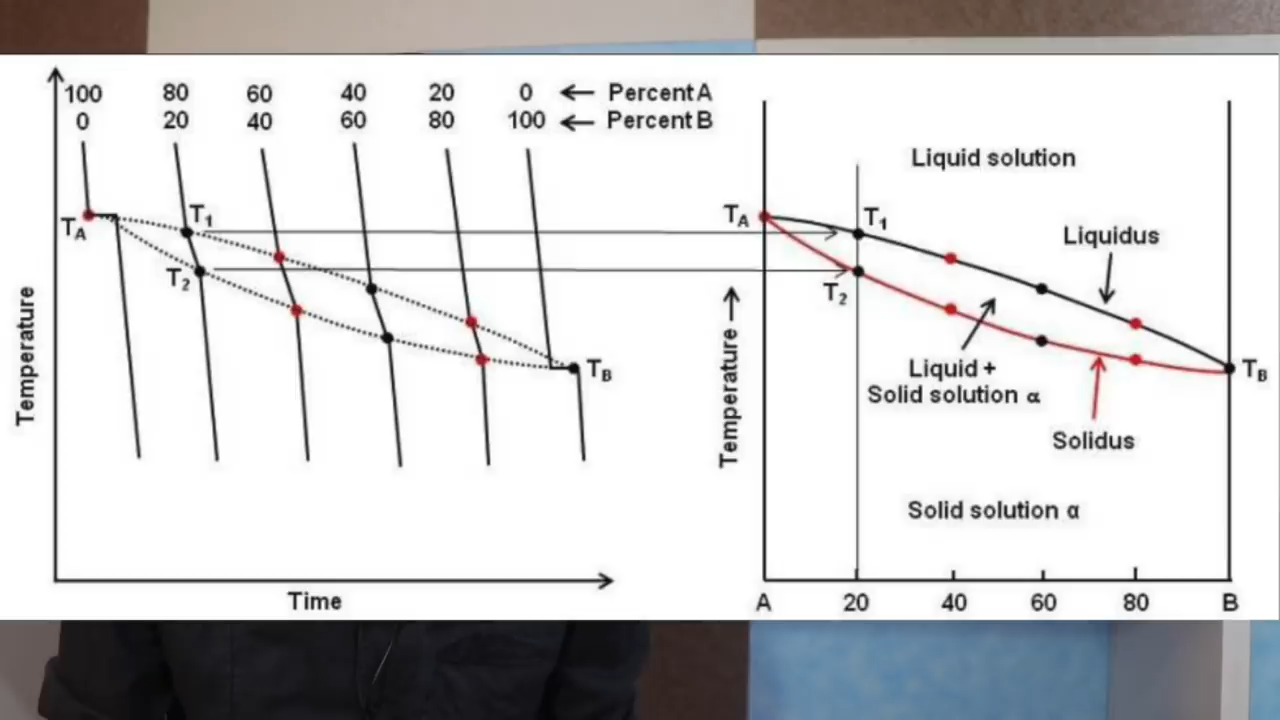 100 80 60 40 20 0 ← Percent A
0 20 40 60 80 100 ← Percent B
T_A
T_1
T_2
T_B
Temperature
Time
Liquid solution
T_A
T_1
Liquidus
T_2
Liquid +
Solid solution α
T_B
Solidus
Solid solution α
Temperature →
A 20 40 60 80 B